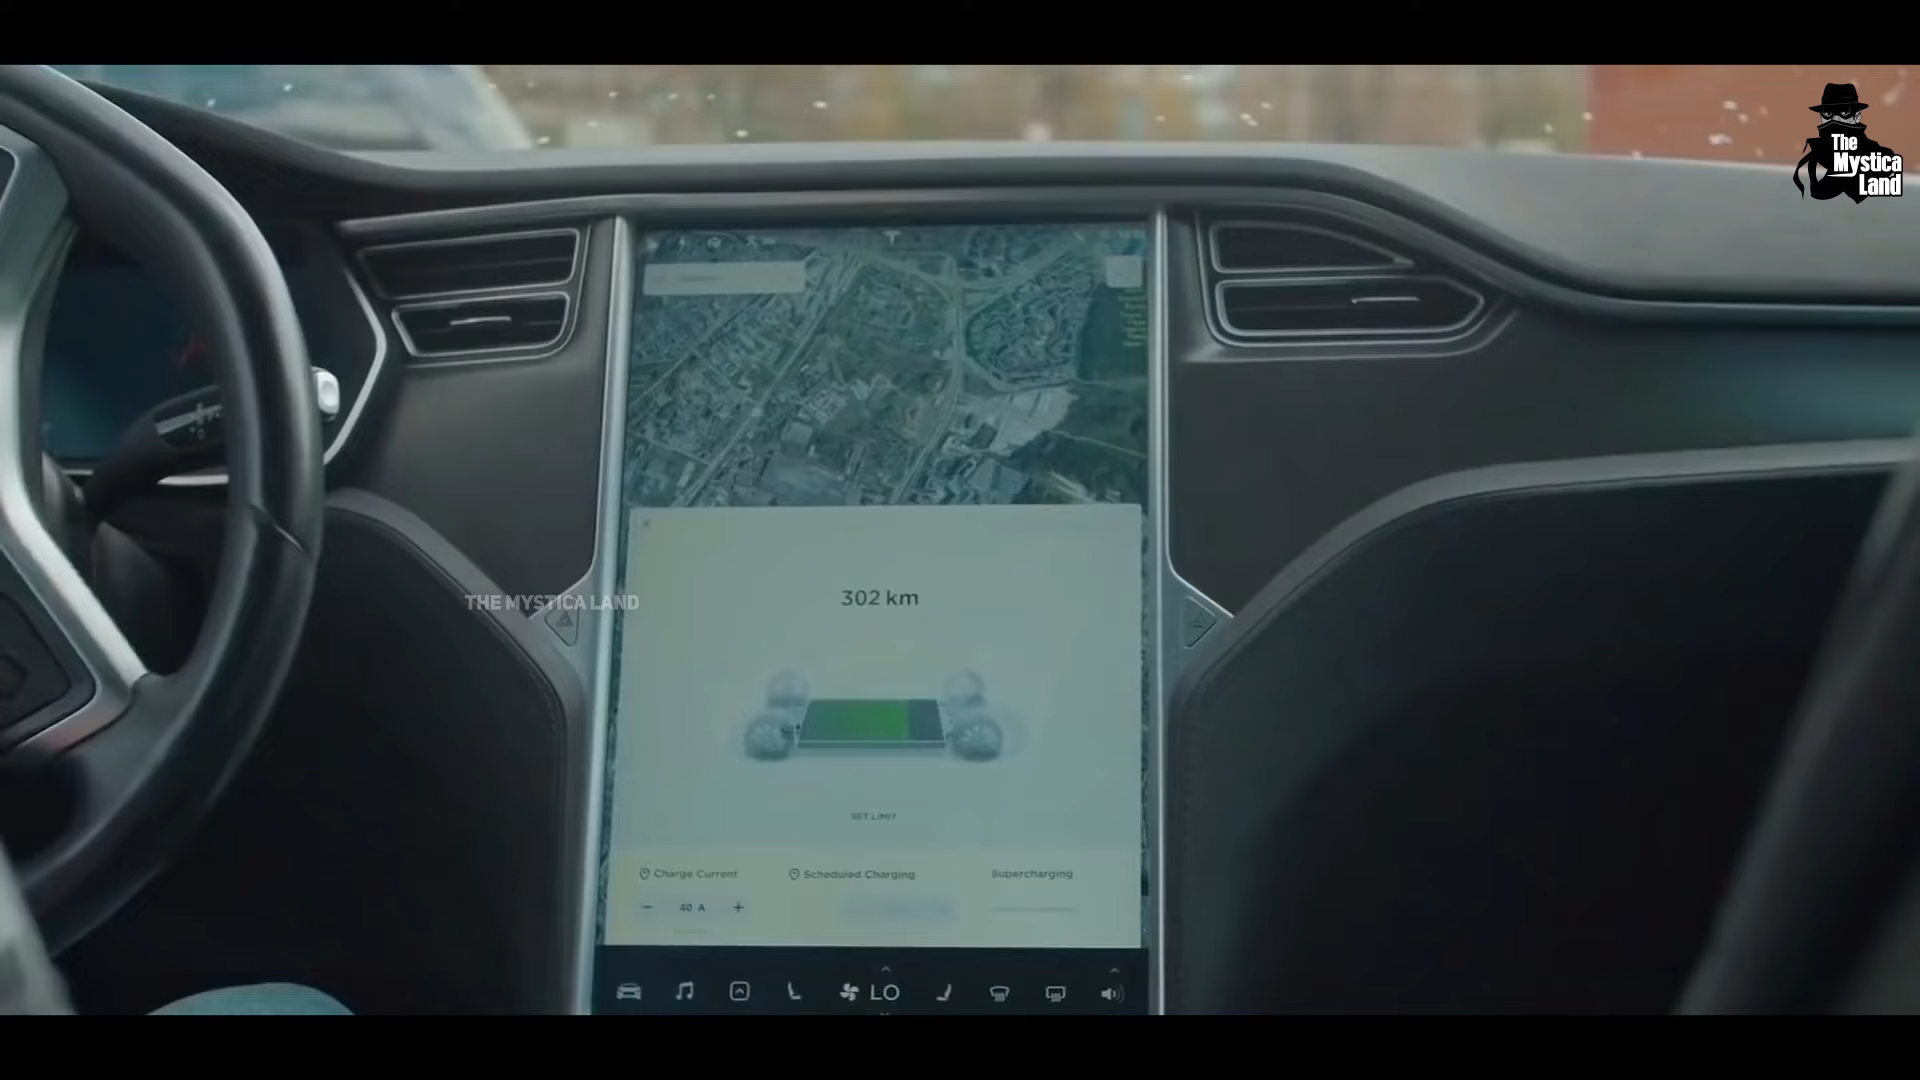 The
Mystica
Land
THE MYSTICA LAND
302 km
SET LIMIT
Charge Current
Scheduled Charging
Supercharging
− 40 A +
LO